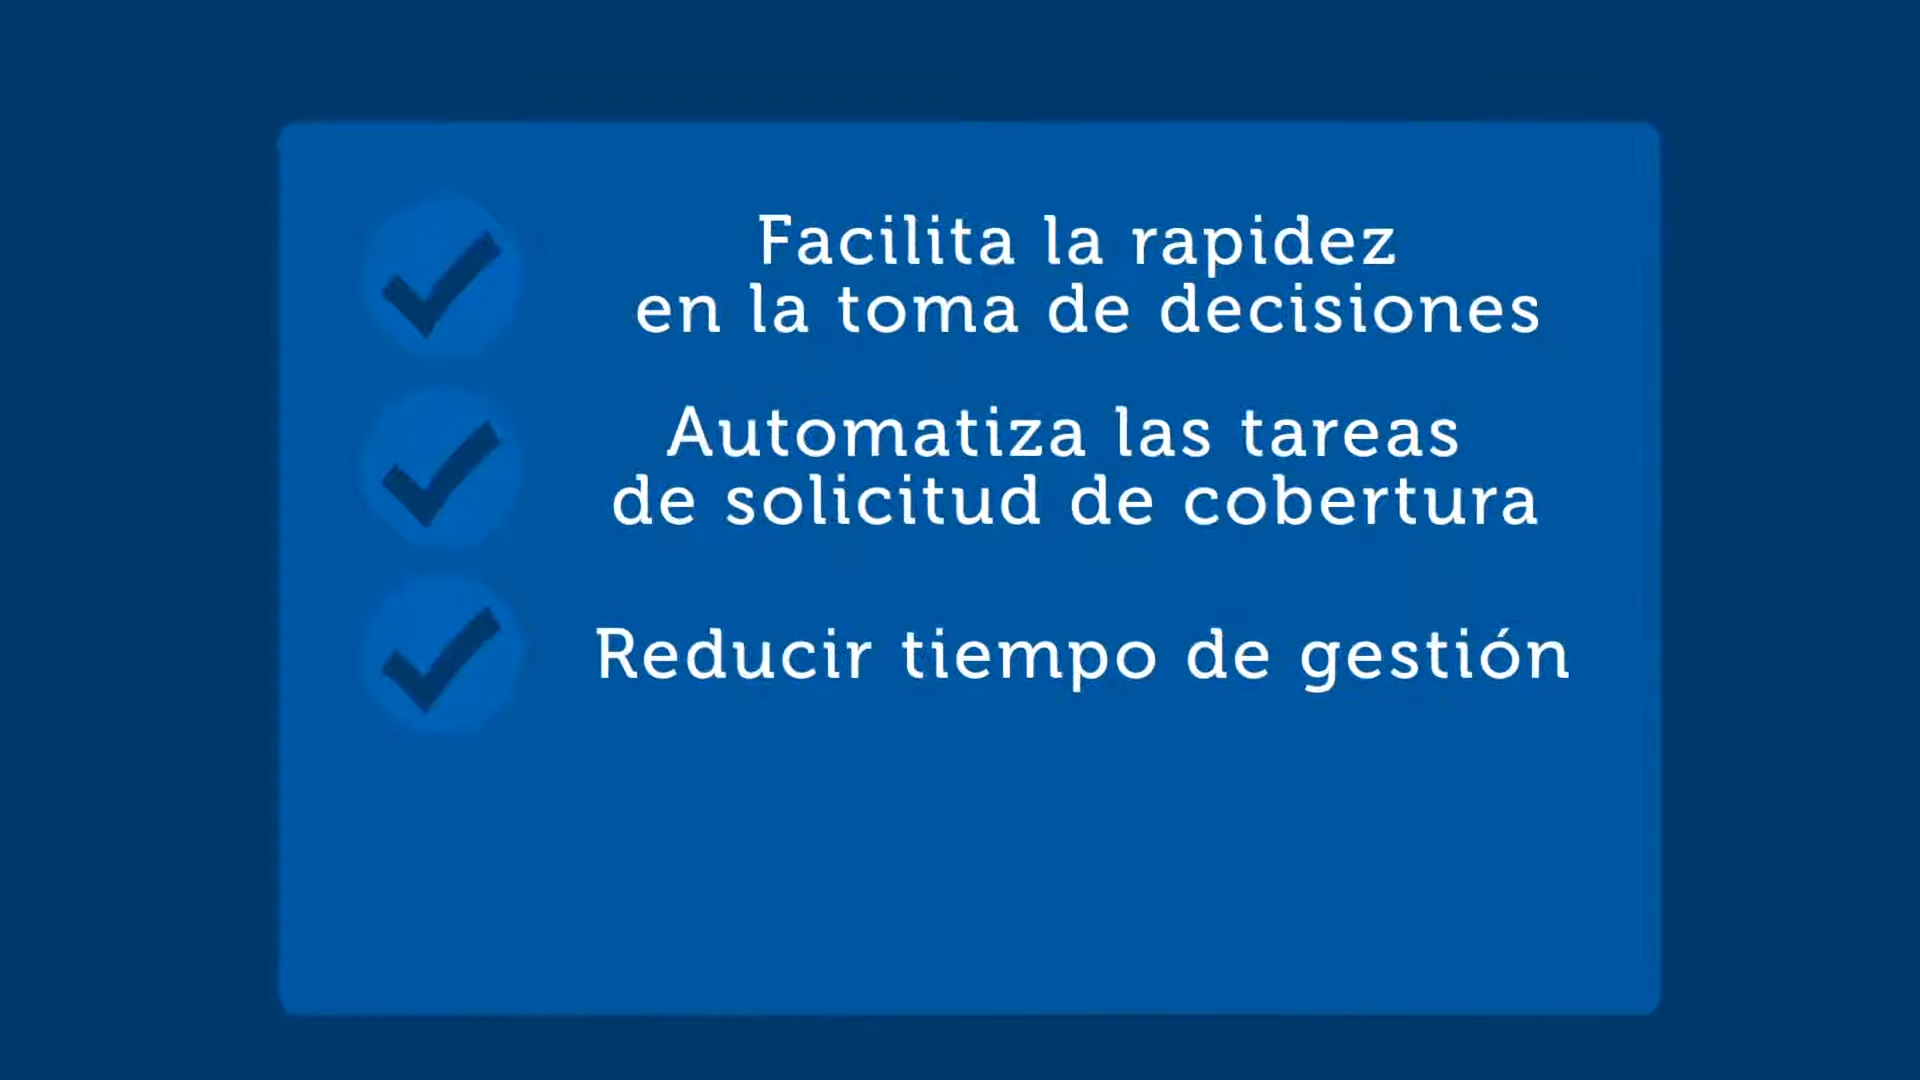 Facilita la rapidez
en la toma de decisiones
Automatiza las tareas
de solicitud de cobertura
Reducir tiempo de gestión